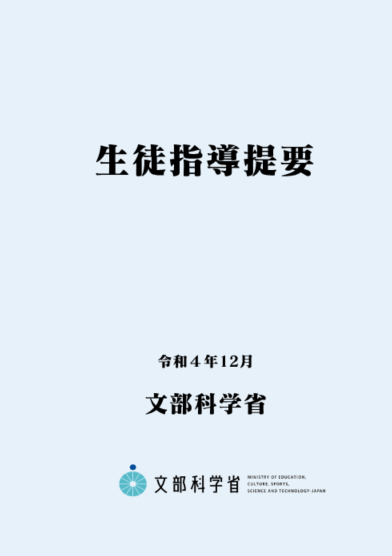 生徒指導提要
令和４年12月
文部科学省
文部科学省
MINISTRY OF EDUCATION,
CULTURE, SPORTS,
SCIENCE AND TECHNOLOGY-JAPAN